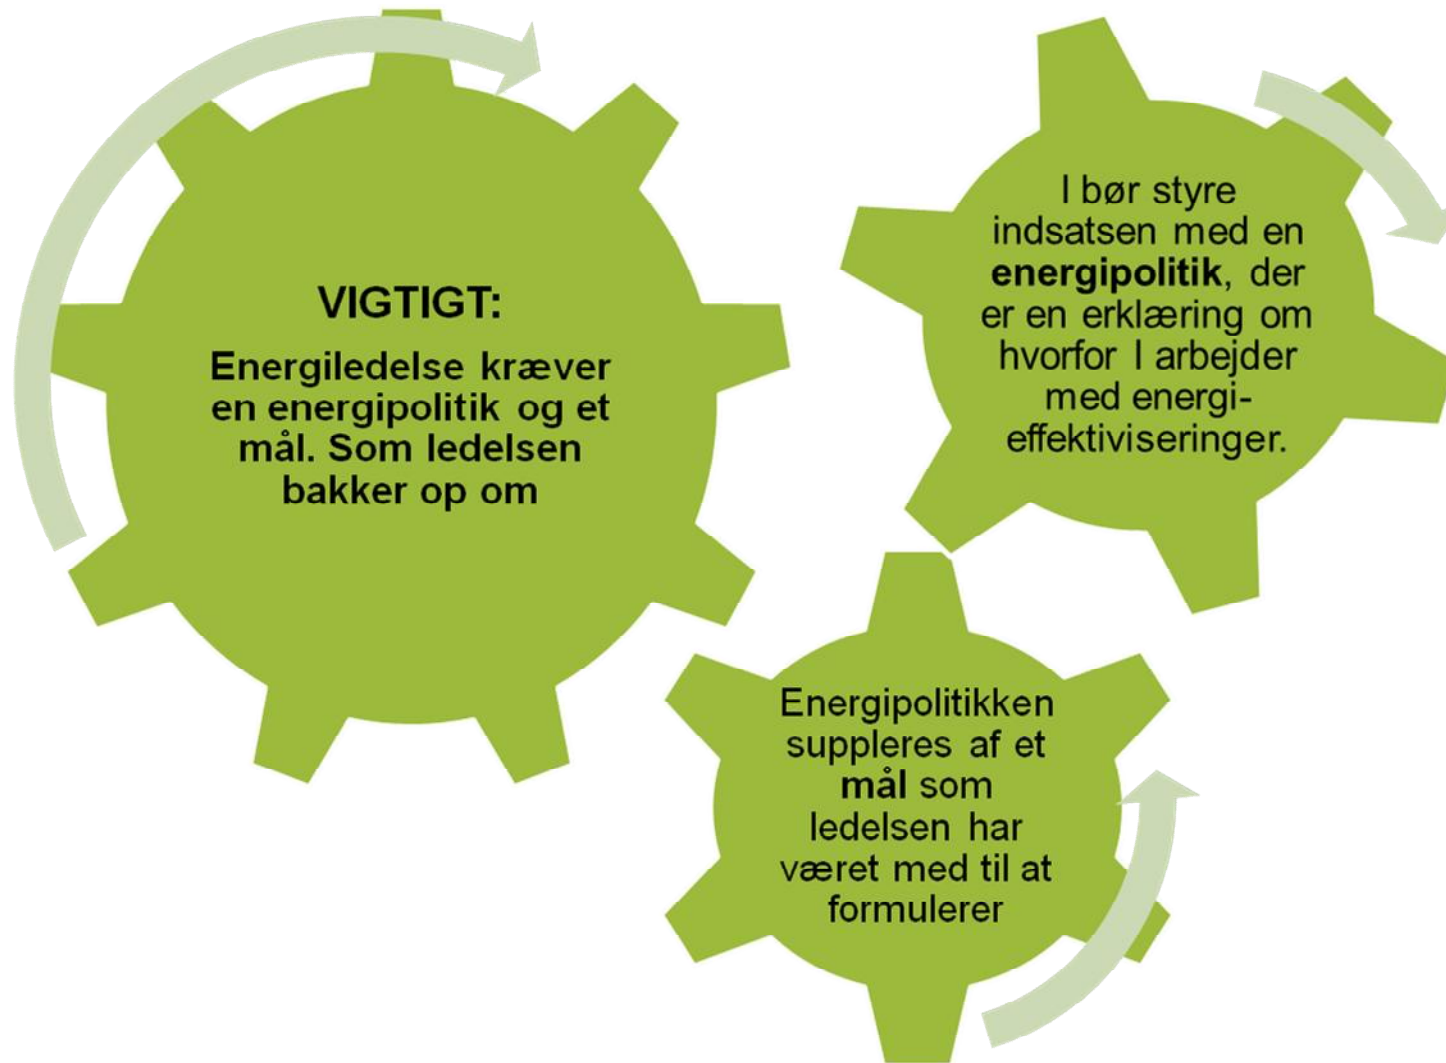 VIGTIGT:
Energiledelse kræver
en energipolitik og et
mål. Som ledelsen
bakker op om
I bør styre
indsatsen med en
energipolitik, der
er en erklæring om
hvorfor I arbejder
med energi-
effektiviseringer.
Energipolitikken
suppleres af et
mål som
ledelsen har
været med til at
formulerer